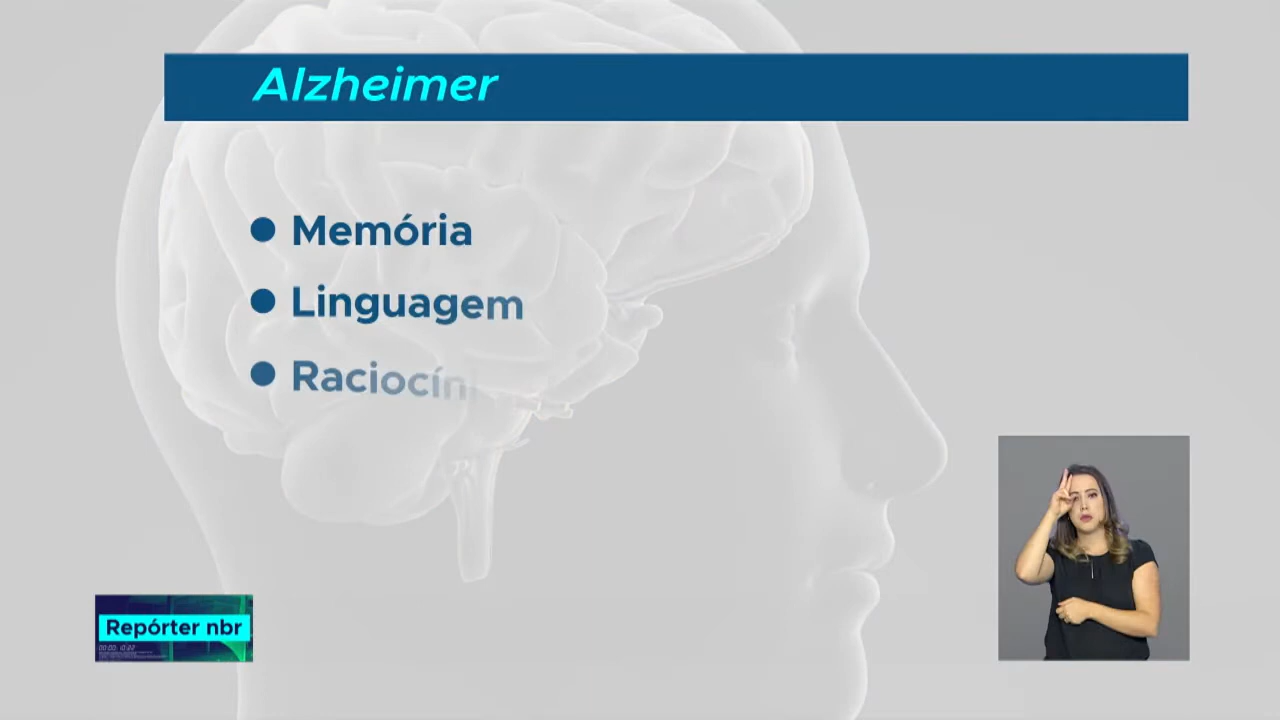 Alzheimer
Memória
Linguagem
Raciocín
Repórter nbr